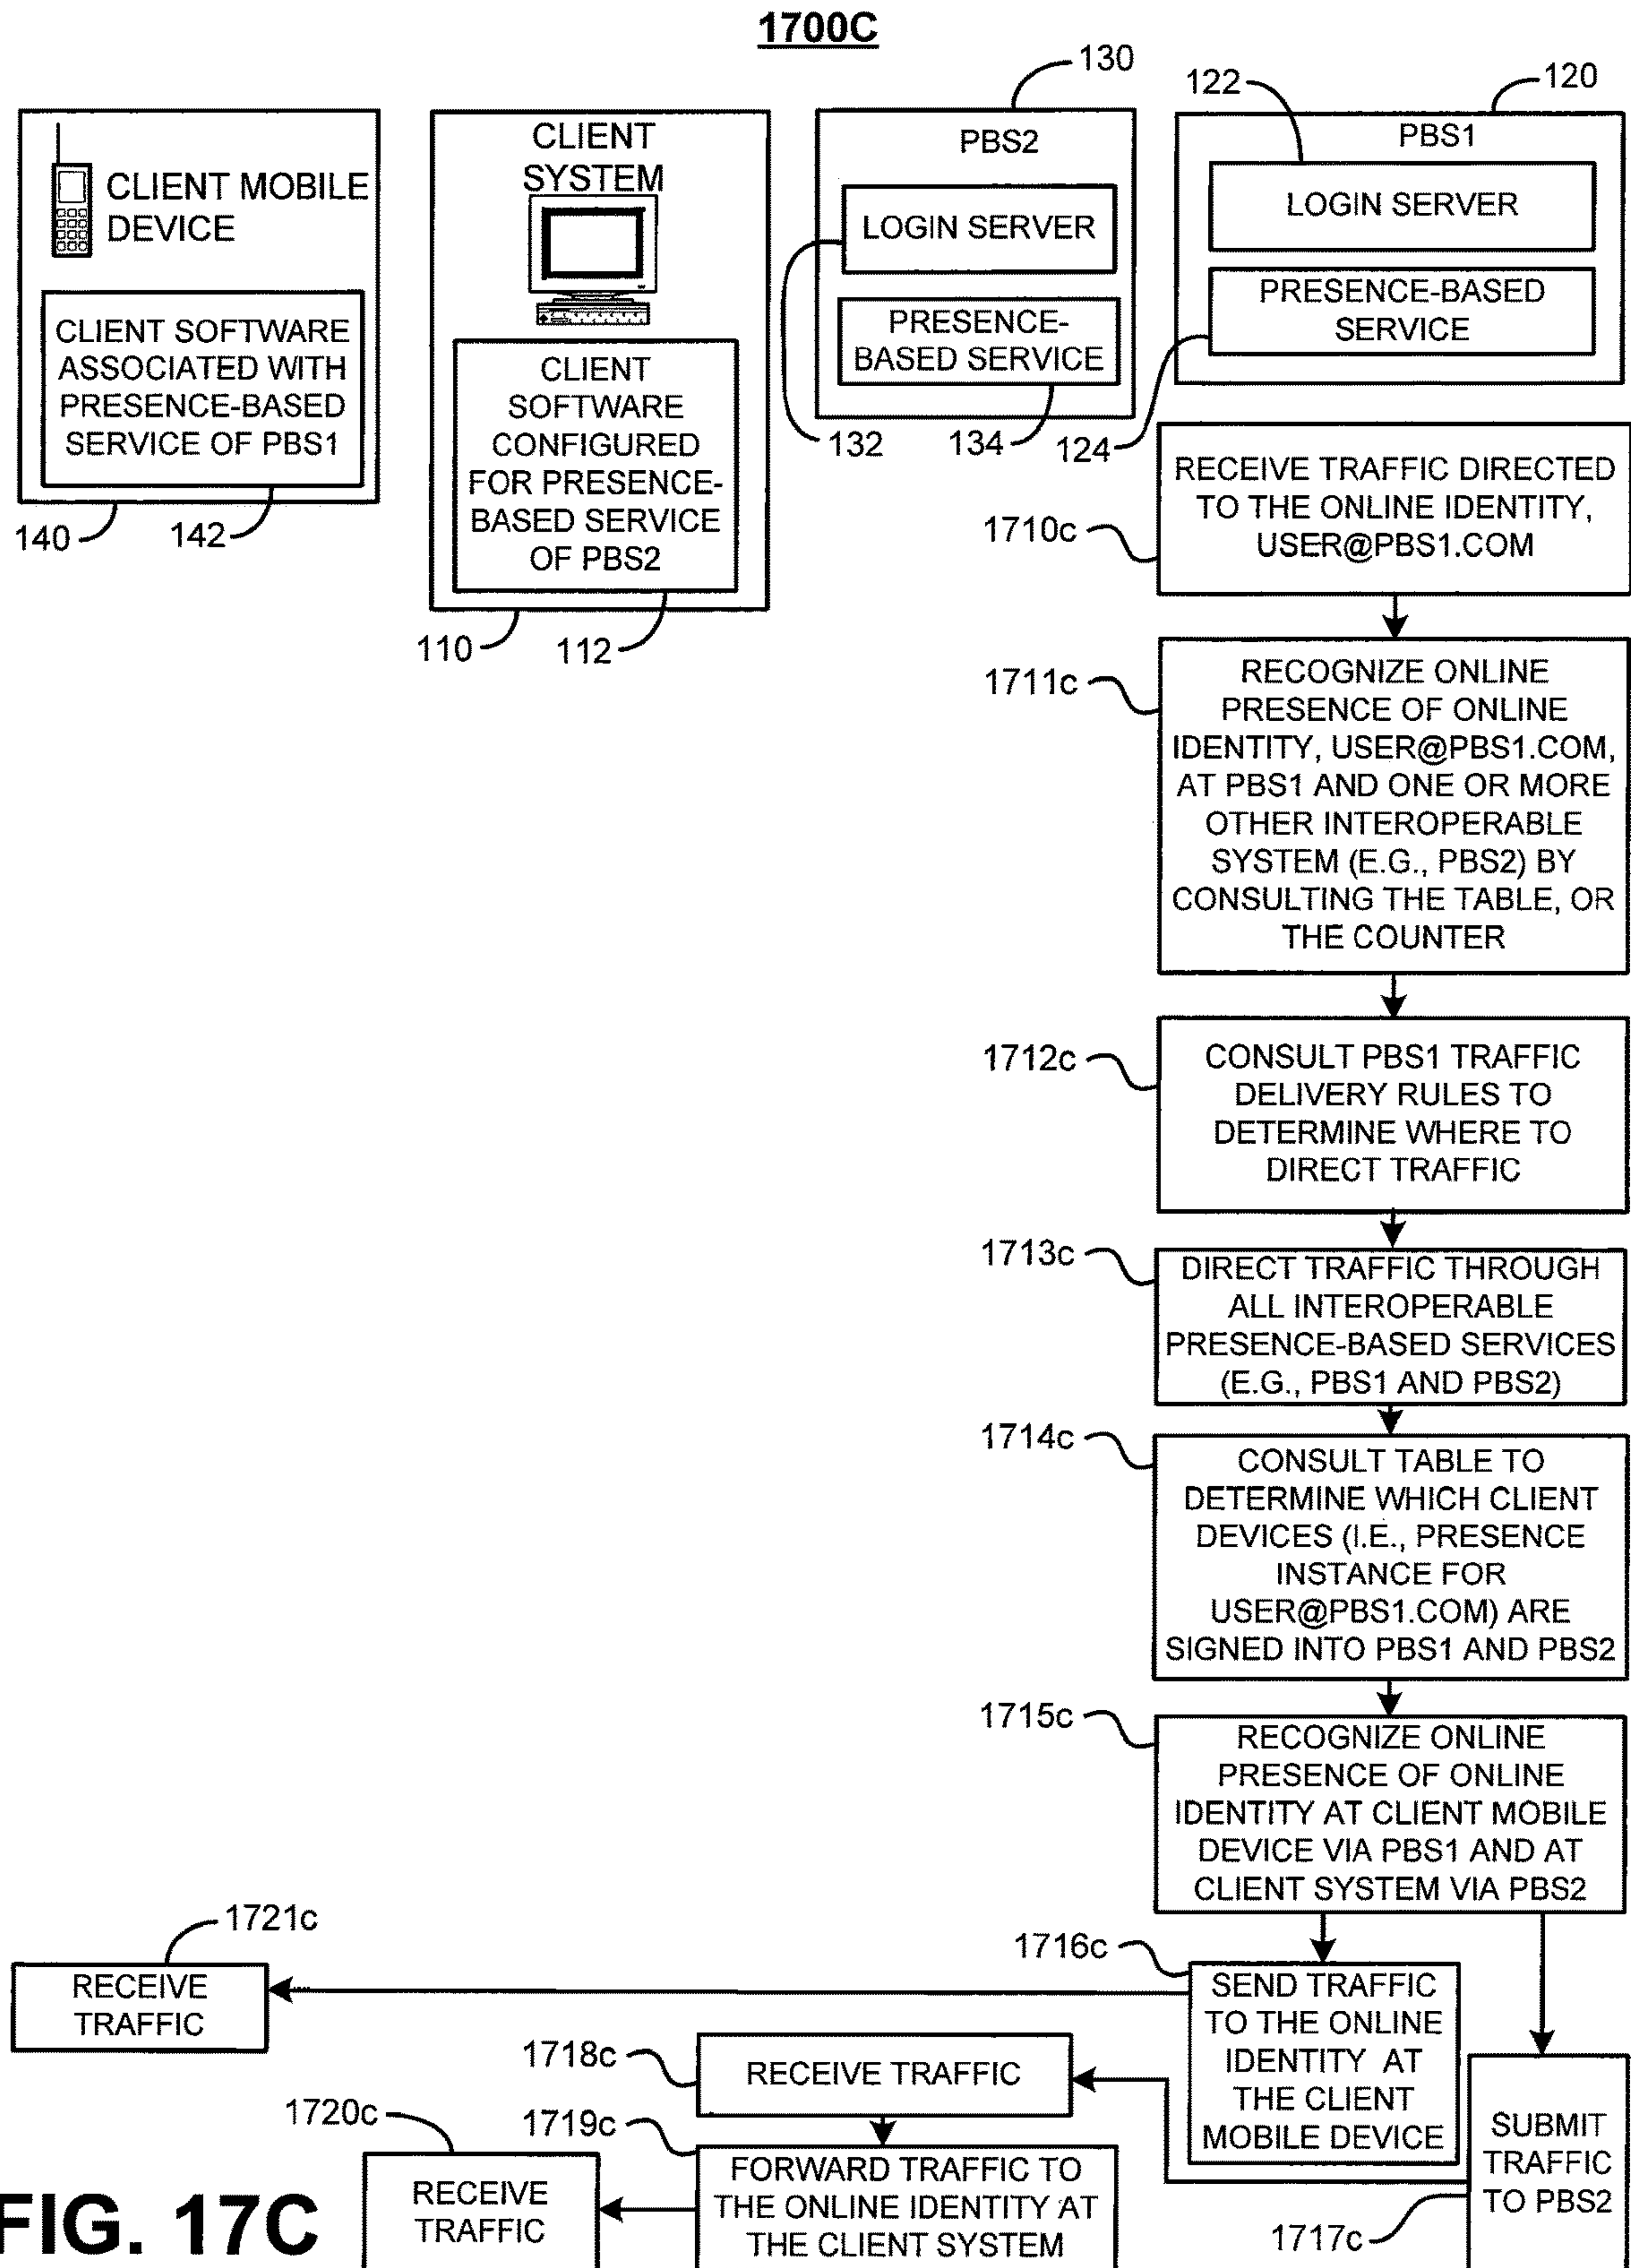 1700C
130
122
120
CLIENT MOBILE
DEVICE
CLIENT SOFTWARE
ASSOCIATED WITH
PRESENCE-BASED
SERVICE OF PBS1
140
142
CLIENT
SYSTEM
CLIENT
SOFTWARE
CONFIGURED
FOR PRESENCE-
BASED SERVICE
OF PBS2
110
112
PBS2
LOGIN SERVER
PRESENCE-
BASED SERVICE
132
134
PBS1
LOGIN SERVER
PRESENCE-BASED
SERVICE
124
1710c
RECEIVE TRAFFIC DIRECTED
TO THE ONLINE IDENTITY,
USER@PBS1.COM
1711c
RECOGNIZE ONLINE
PRESENCE OF ONLINE
IDENTITY, USER@PBS1.COM,
AT PBS1 AND ONE OR MORE
OTHER INTEROPERABLE
SYSTEM (E.G., PBS2) BY
CONSULTING THE TABLE, OR
THE COUNTER
1712c
CONSULT PBS1 TRAFFIC
DELIVERY RULES TO
DETERMINE WHERE TO
DIRECT TRAFFIC
1713c
DIRECT TRAFFIC THROUGH
ALL INTEROPERABLE
PRESENCE-BASED SERVICES
(E.G., PBS1 AND PBS2)
1714c
CONSULT TABLE TO
DETERMINE WHICH CLIENT
DEVICES (I.E., PRESENCE
INSTANCE FOR
USER@PBS1.COM) ARE
SIGNED INTO PBS1 AND PBS2
1715c
RECOGNIZE ONLINE
PRESENCE OF ONLINE
IDENTITY AT CLIENT MOBILE
DEVICE VIA PBS1 AND AT
CLIENT SYSTEM VIA PBS2
1721c
RECEIVE
TRAFFIC
1716c
SEND TRAFFIC
TO THE ONLINE
IDENTITY AT
THE CLIENT
MOBILE DEVICE
1718c
RECEIVE TRAFFIC
1717c
SUBMIT
TRAFFIC
TO PBS2
1719c
FORWARD TRAFFIC TO
THE ONLINE IDENTITY AT
THE CLIENT SYSTEM
1720c
RECEIVE
TRAFFIC
FIG. 17C